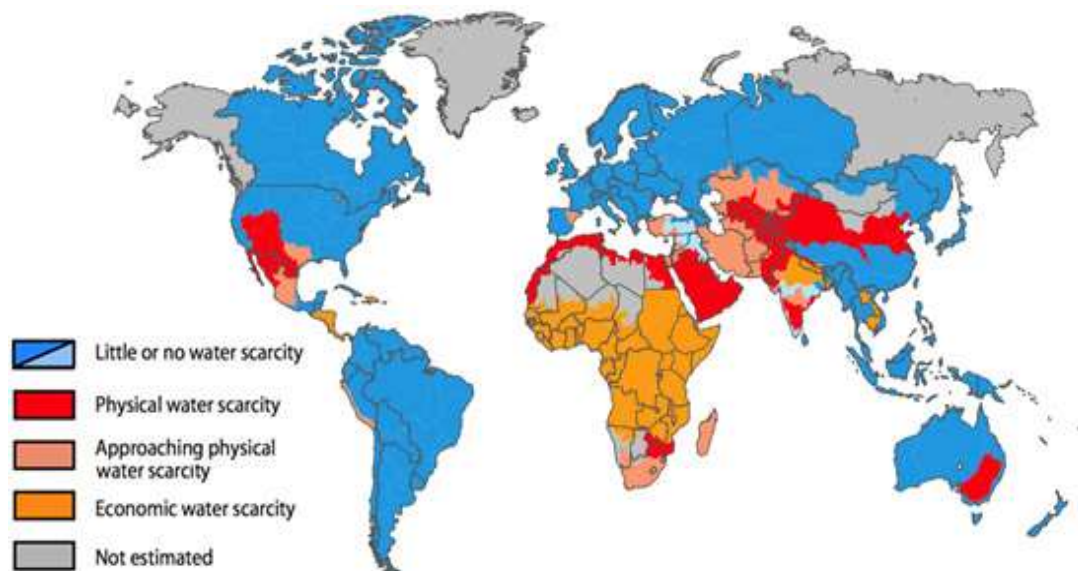 Little or no water scarcity
Physical water scarcity
Approaching physical
water scarcity
Economic water scarcity
Not estimated